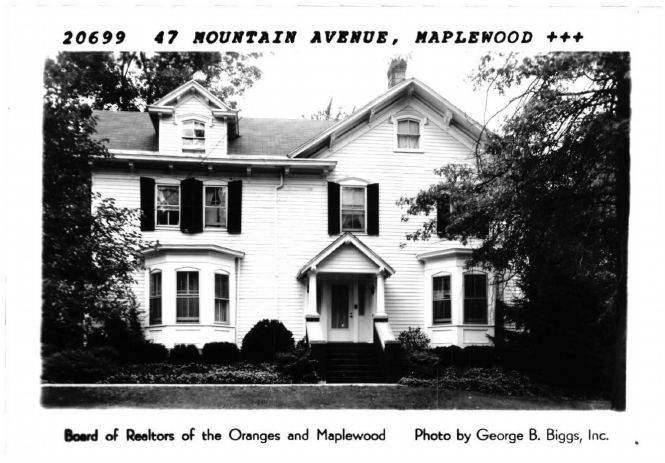 20699 47 MOUNTAIN AVENUE, MAPLEWOOD +++
Board of Realtors of the Oranges and Maplewood Photo by George B. Biggs, Inc.